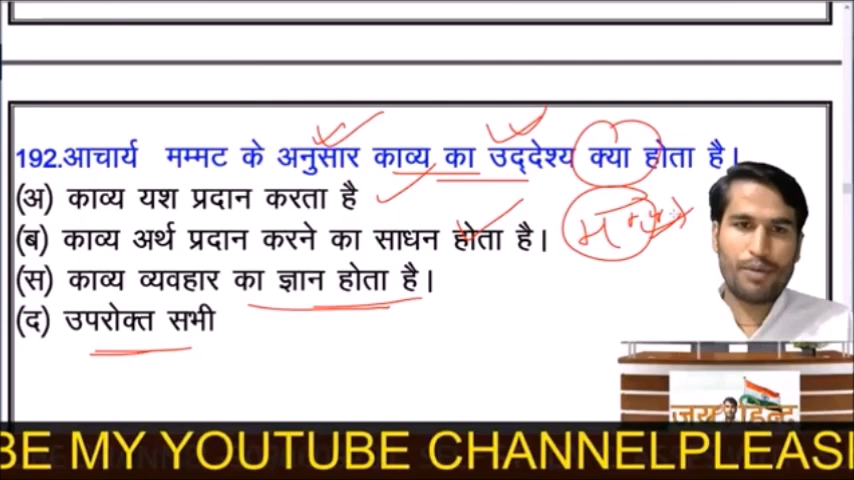 192.आचार्य मम्मट के अनुसार काव्य का उद्देश्य क्या होता है।
(अ) काव्य यश प्रदान करता है
(ब) काव्य अर्थ प्रदान करने का साधन होता है।
(स) काव्य व्यवहार का ज्ञान होता है।
(द) उपरोक्त सभी
जय हिन्द
BE MY YOUTUBE CHANNELPLEAS